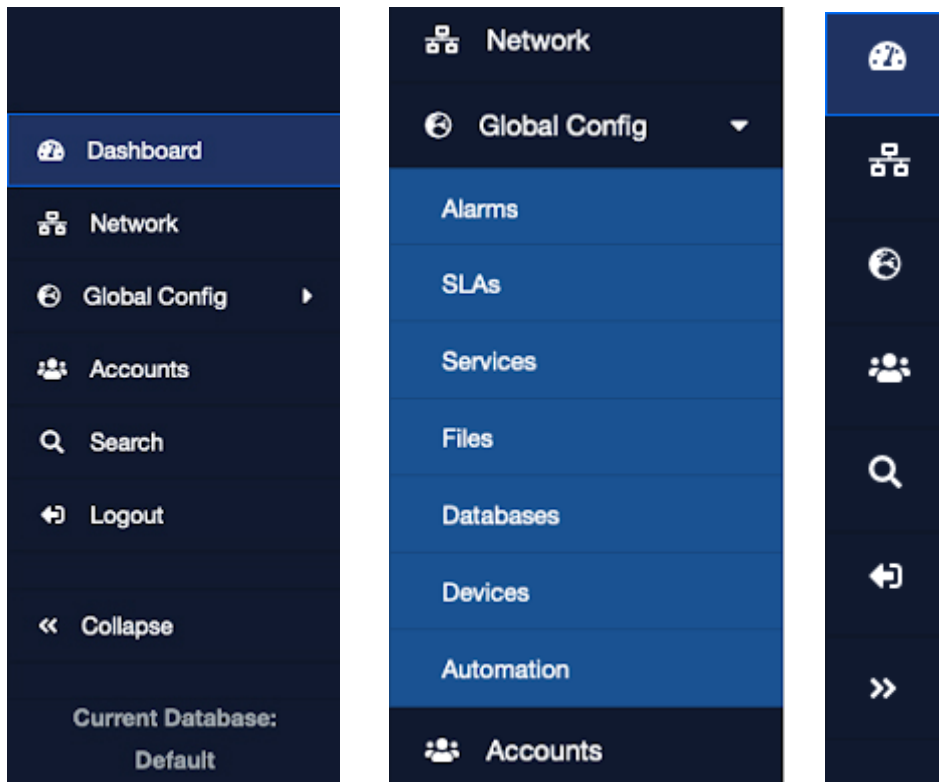 Dashboard
Network
Global Config
Accounts
Search
Logout
Collapse
Current Database:
Default
Network
Global Config
Alarms
SLAs
Services
Files
Databases
Devices
Automation
Accounts